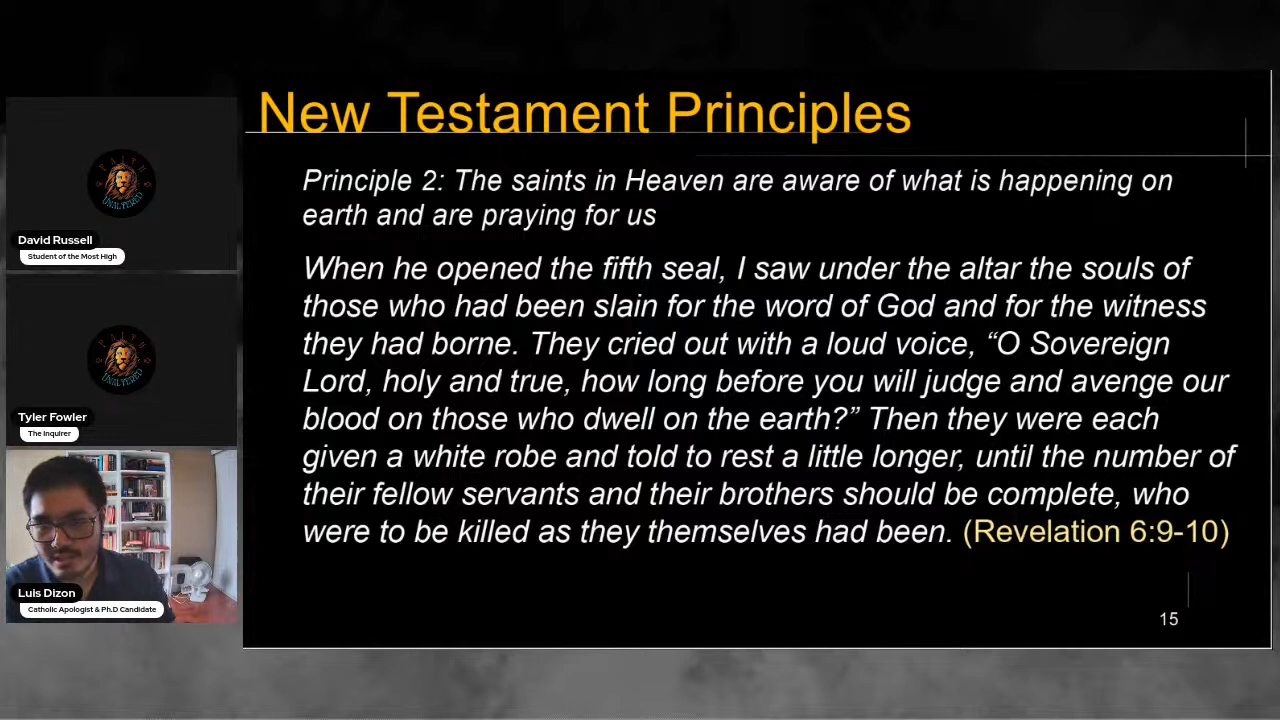 New Testament Principles
Principle 2: The saints in Heaven are aware of what is happening on
earth and are praying for us
When he opened the fifth seal, I saw under the altar the souls of
those who had been slain for the word of God and for the witness
they had borne. They cried out with a loud voice, “O Sovereign
Lord, holy and true, how long before you will judge and avenge our
blood on those who dwell on the earth?” Then they were each
given a white robe and told to rest a little longer, until the number of
their fellow servants and their brothers should be complete, who
were to be killed as they themselves had been. (Revelation 6:9-10)
15
FAITH
UNALTERED
David Russell
Student of the Most High
FAITH
UNALTERED
Tyler Fowler
The Inquirer
Luis Dizon
Catholic Apologist & Ph.D Candidate